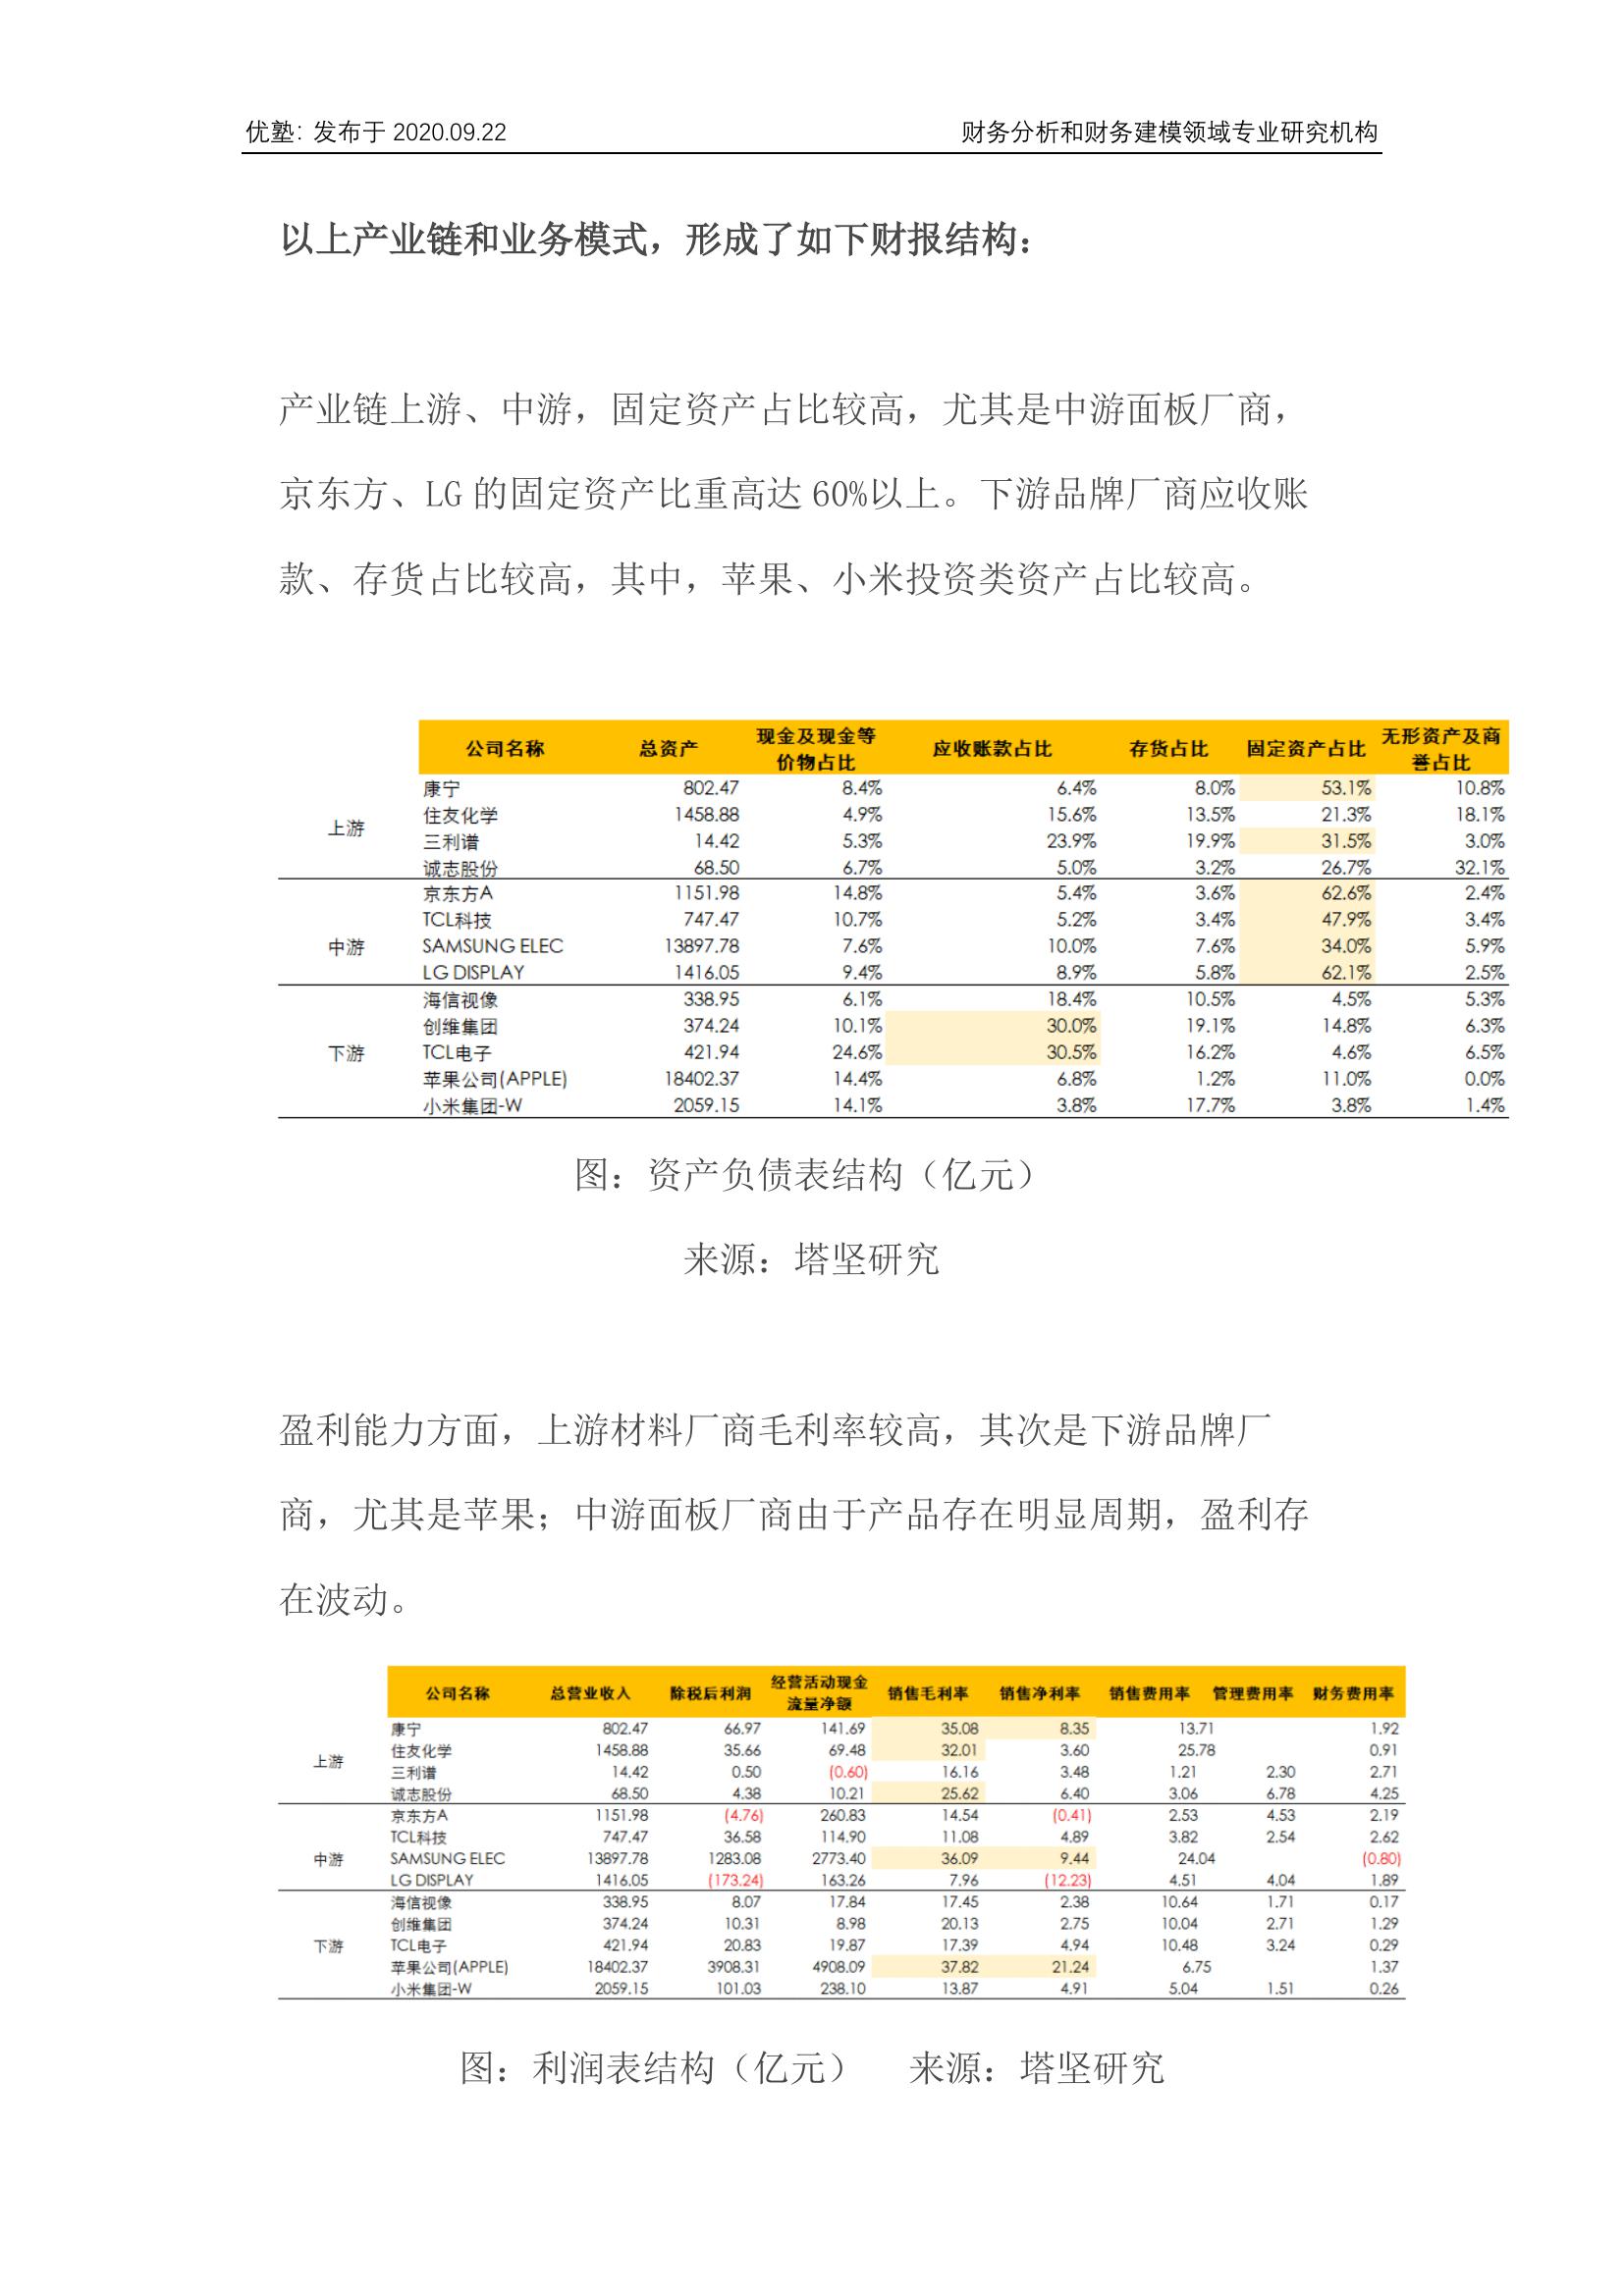 优塾：发布于 2020.09.22 财务分析和财务建模领域专业研究机构
以上产业链和业务模式，形成了如下财报结构：
产业链上游、中游，固定资产占比较高，尤其是中游面板厂商，
京东方、LG 的固定资产比重高达 60%以上。下游品牌厂商应收账
款、存货占比较高，其中，苹果、小米投资类资产占比较高。
公司名称 总资产 现金及现金等价物占比 应收账款占比 存货占比 固定资产占比 无形资产及商誉占比
上游
康宁 802.47 8.4% 6.4% 8.0% 53.1% 10.8%
住友化学 1458.88 4.9% 15.6% 13.5% 21.3% 18.1%
三利谱 14.42 5.3% 23.9% 19.9% 31.5% 3.0%
诚志股份 68.50 6.7% 5.0% 3.2% 26.7% 32.1%
中游
京东方A 1151.98 14.8% 5.4% 3.6% 62.6% 2.4%
TCL科技 747.47 10.7% 5.2% 3.4% 47.9% 3.4%
SAMSUNG ELEC 13897.78 7.6% 10.0% 7.6% 34.0% 5.9%
LG DISPLAY 1416.05 9.4% 8.9% 5.8% 62.1% 2.5%
下游
海信视像 338.95 6.1% 18.4% 10.5% 4.5% 5.3%
创维集团 374.24 10.1% 30.0% 19.1% 14.8% 6.3%
TCL电子 421.94 24.6% 30.5% 16.2% 4.6% 6.5%
苹果公司(APPLE) 18402.37 14.4% 6.8% 1.2% 11.0% 0.0%
小米集团-W 2059.15 14.1% 3.8% 17.7% 3.8% 1.4%
图：资产负债表结构（亿元）
来源：塔坚研究
盈利能力方面，上游材料厂商毛利率较高，其次是下游品牌厂
商，尤其是苹果；中游面板厂商由于产品存在明显周期，盈利存
在波动。
公司名称 总营业收入 除税后利润 经营活动现金流量净额 销售毛利率 销售净利率 销售费用率 管理费用率 财务费用率
上游
康宁 802.47 66.97 141.69 35.08 8.35 13.71 1.92
住友化学 1458.88 35.66 69.48 32.01 3.60 25.78 0.91
三利谱 14.42 0.50 (0.60) 16.16 3.48 1.21 2.30 2.71
诚志股份 68.50 4.38 10.21 25.62 6.40 3.06 6.78 4.25
中游
京东方A 1151.98 (4.76) 260.83 14.54 (0.41) 2.53 4.53 2.19
TCL科技 747.47 36.58 114.90 11.08 4.89 3.82 2.54 2.62
SAMSUNG ELEC 13897.78 1283.08 2773.40 36.09 9.44 24.04 (0.80)
LG DISPLAY 1416.05 (173.24) 163.26 7.96 (12.23) 4.51 4.04 1.89
下游
海信视像 338.95 8.07 17.84 17.45 2.38 10.64 1.71 0.17
创维集团 374.24 10.31 8.98 20.13 2.75 10.04 2.71 1.29
TCL电子 421.94 20.83 19.87 17.39 4.94 10.48 3.24 0.29
苹果公司(APPLE) 18402.37 3908.31 4908.09 37.82 21.24 6.75 1.37
小米集团-W 2059.15 101.03 238.10 13.87 4.91 5.04 1.51 0.26
图：利润表结构（亿元） 来源：塔坚研究